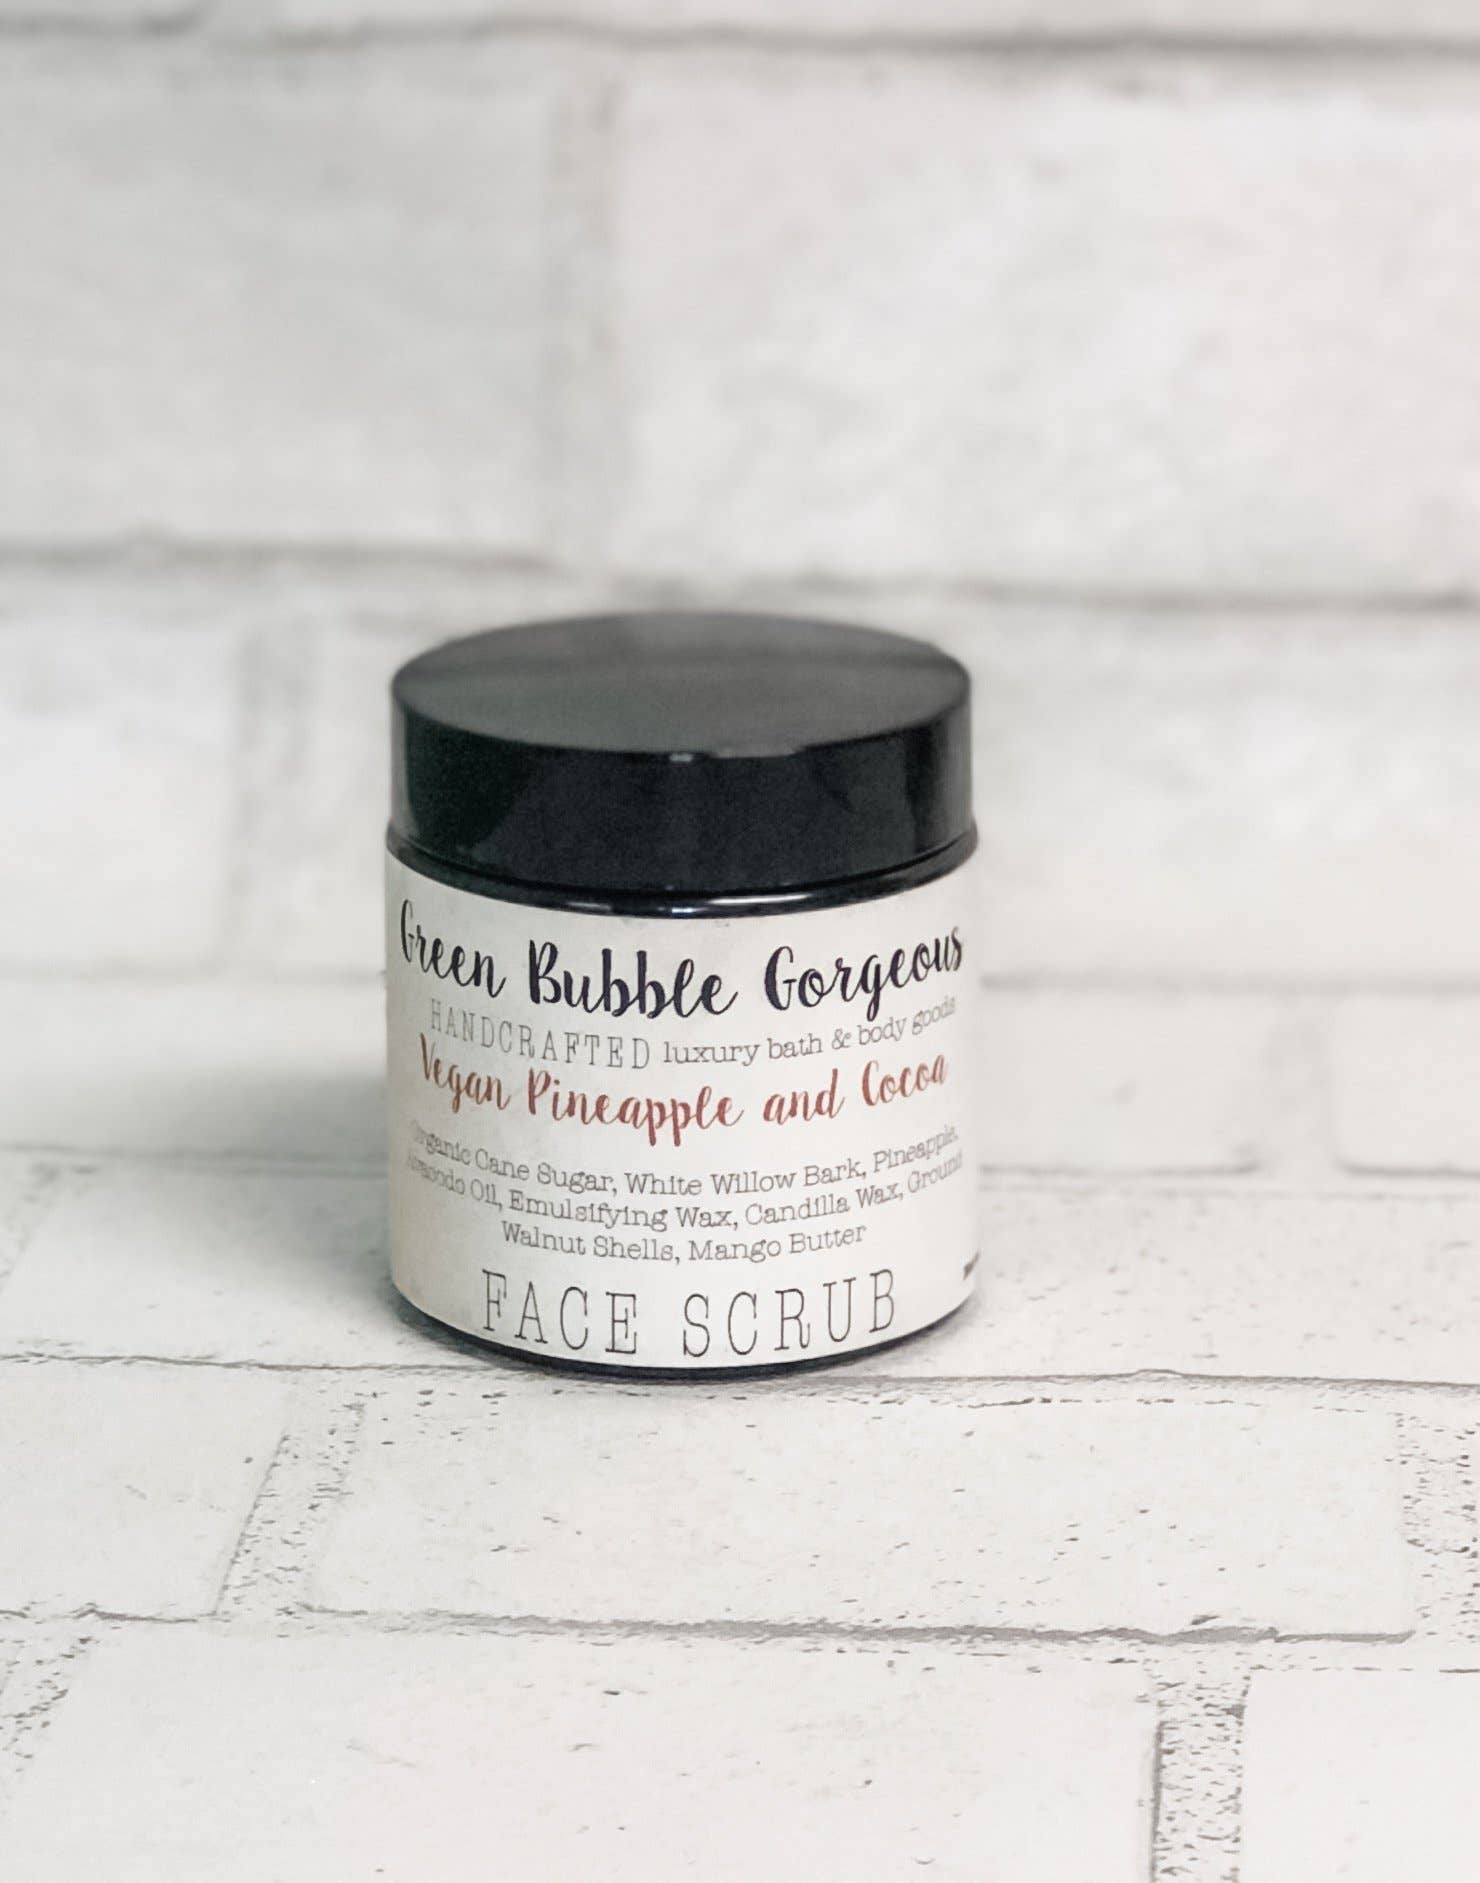 Green Bubble Gorgeous
HANDCRAFTED luxury bath & body goods
Vegan Pineapple and Cocoa
Organic Cane Sugar, White Willow Bark, Pineapple,
Avacodo Oil, Emulsifying Wax, Candilla Wax, Ground
Walnut Shells, Mango Butter
FACE SCRUB